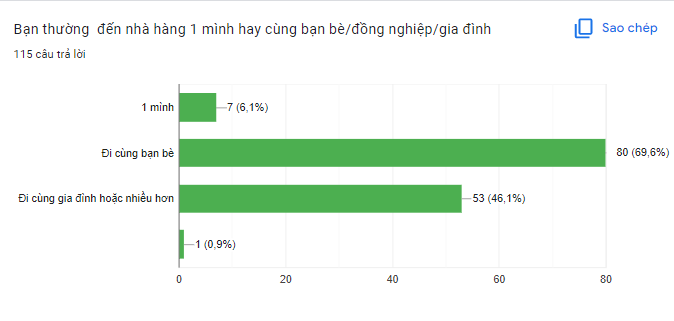 Bạn thường đến nhà hàng 1 mình hay cùng bạn bè/đồng nghiệp/gia đình
Sao chép
115 câu trả lời
1 mình
7 (6,1%)
Đi cùng bạn bè
80 (69,6%)
Đi cùng gia đình hoặc nhiều hơn
53 (46,1%)
1 (0,9%)
0 20 40 60 80